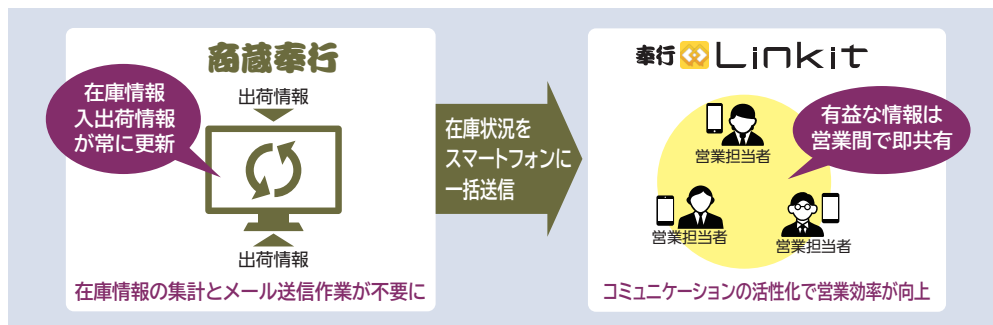 商蔵奉行
在庫情報
入出荷情報
が常に更新
出荷情報
出荷情報
在庫情報の集計とメール送信作業が不要に
在庫状況を
スマートフォンに
一括送信
奉行 Linkit
有益な情報は
営業間で即共有
営業担当者
営業担当者
営業担当者
コミュニケーションの活性化で営業効率が向上